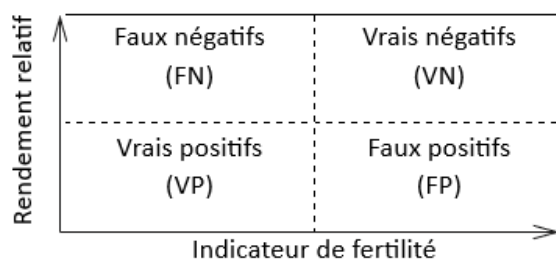 Rendement relatif
Faux négatifs
(FN)
Vrais négatifs
(VN)
Vrais positifs
(VP)
Faux positifs
(FP)
Indicateur de fertilité